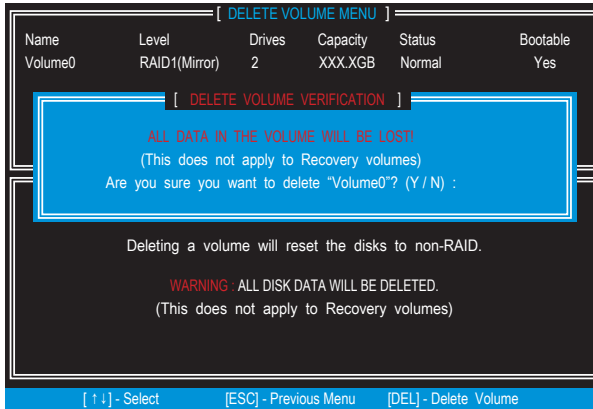 [ DELETE VOLUME MENU ]
Name Level Drives Capacity Status Bootable
Volume0 RAID1(Mirror) 2 XXX.XGB Normal Yes
[ DELETE VOLUME VERIFICATION ]
ALL DATA IN THE VOLUME WILL BE LOST!
(This does not apply to Recovery volumes)
Are you sure you want to delete “Volume0”? (Y / N) :
Deleting a volume will reset the disks to non-RAID.
WARNING : ALL DISK DATA WILL BE DELETED.
(This does not apply to Recovery volumes)
[ ↑↓] - Select [ESC] - Previous Menu [DEL] - Delete Volume